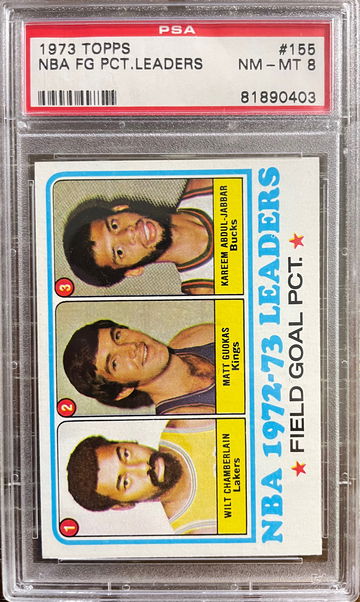 PSA
1973 TOPPS #155
NBA FG PCT.LEADERS NM-MT 8
81890403
1
2
3
WILT CHAMBERLAIN
Lakers
MATT GUOKAS
Kings
KAREEM ABDUL-JABBAR
Bucks
NBA 1972-73 LEADERS
★ FIELD GOAL PCT. ★